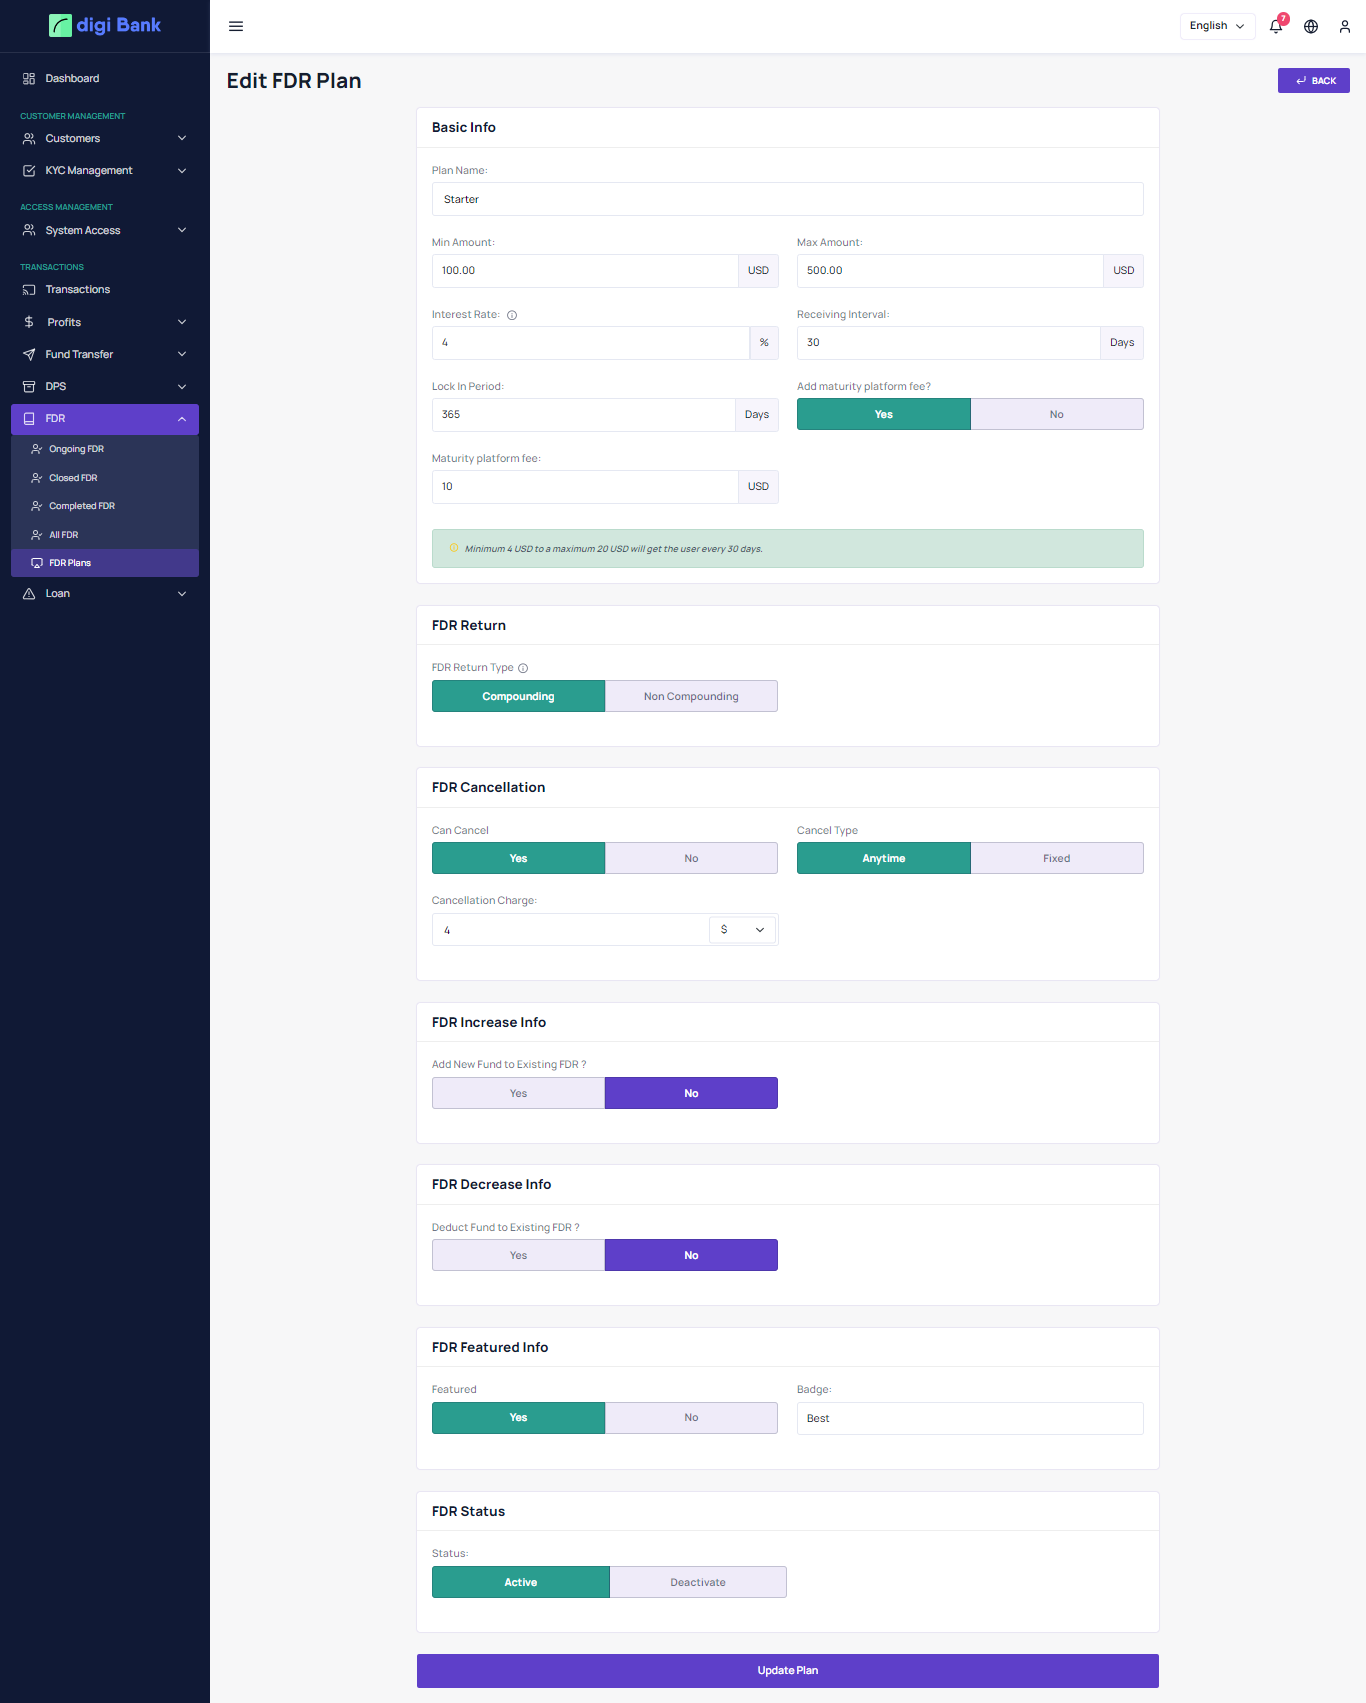 digi Bank
English
7
Dashboard
CUSTOMER MANAGEMENT
Customers
KYC Management
ACCESS MANAGEMENT
System Access
TRANSACTIONS
Transactions
Profits
Fund Transfer
DPS
FDR
Ongoing FDR
Closed FDR
Completed FDR
All FDR
FDR Plans
Loan
Edit FDR Plan
BACK
Basic Info
Plan Name:
Starter
Min Amount: Max Amount:
100.00 USD 500.00 USD
Interest Rate: Receiving Interval:
4 % 30 Days
Lock In Period: Add maturity platform fee?
365 Days Yes No
Maturity platform fee:
10 USD
Minimum 4 USD to a maximum 20 USD will get the user every 30 days.
FDR Return
FDR Return Type
Compounding Non Compounding
FDR Cancellation
Can Cancel Cancel Type
Yes No Anytime Fixed
Cancellation Charge:
4 $
FDR Increase Info
Add New Fund to Existing FDR ?
Yes No
FDR Decrease Info
Deduct Fund to Existing FDR ?
Yes No
FDR Featured Info
Featured Badge:
Yes No Best
FDR Status
Status:
Active Deactivate
Update Plan